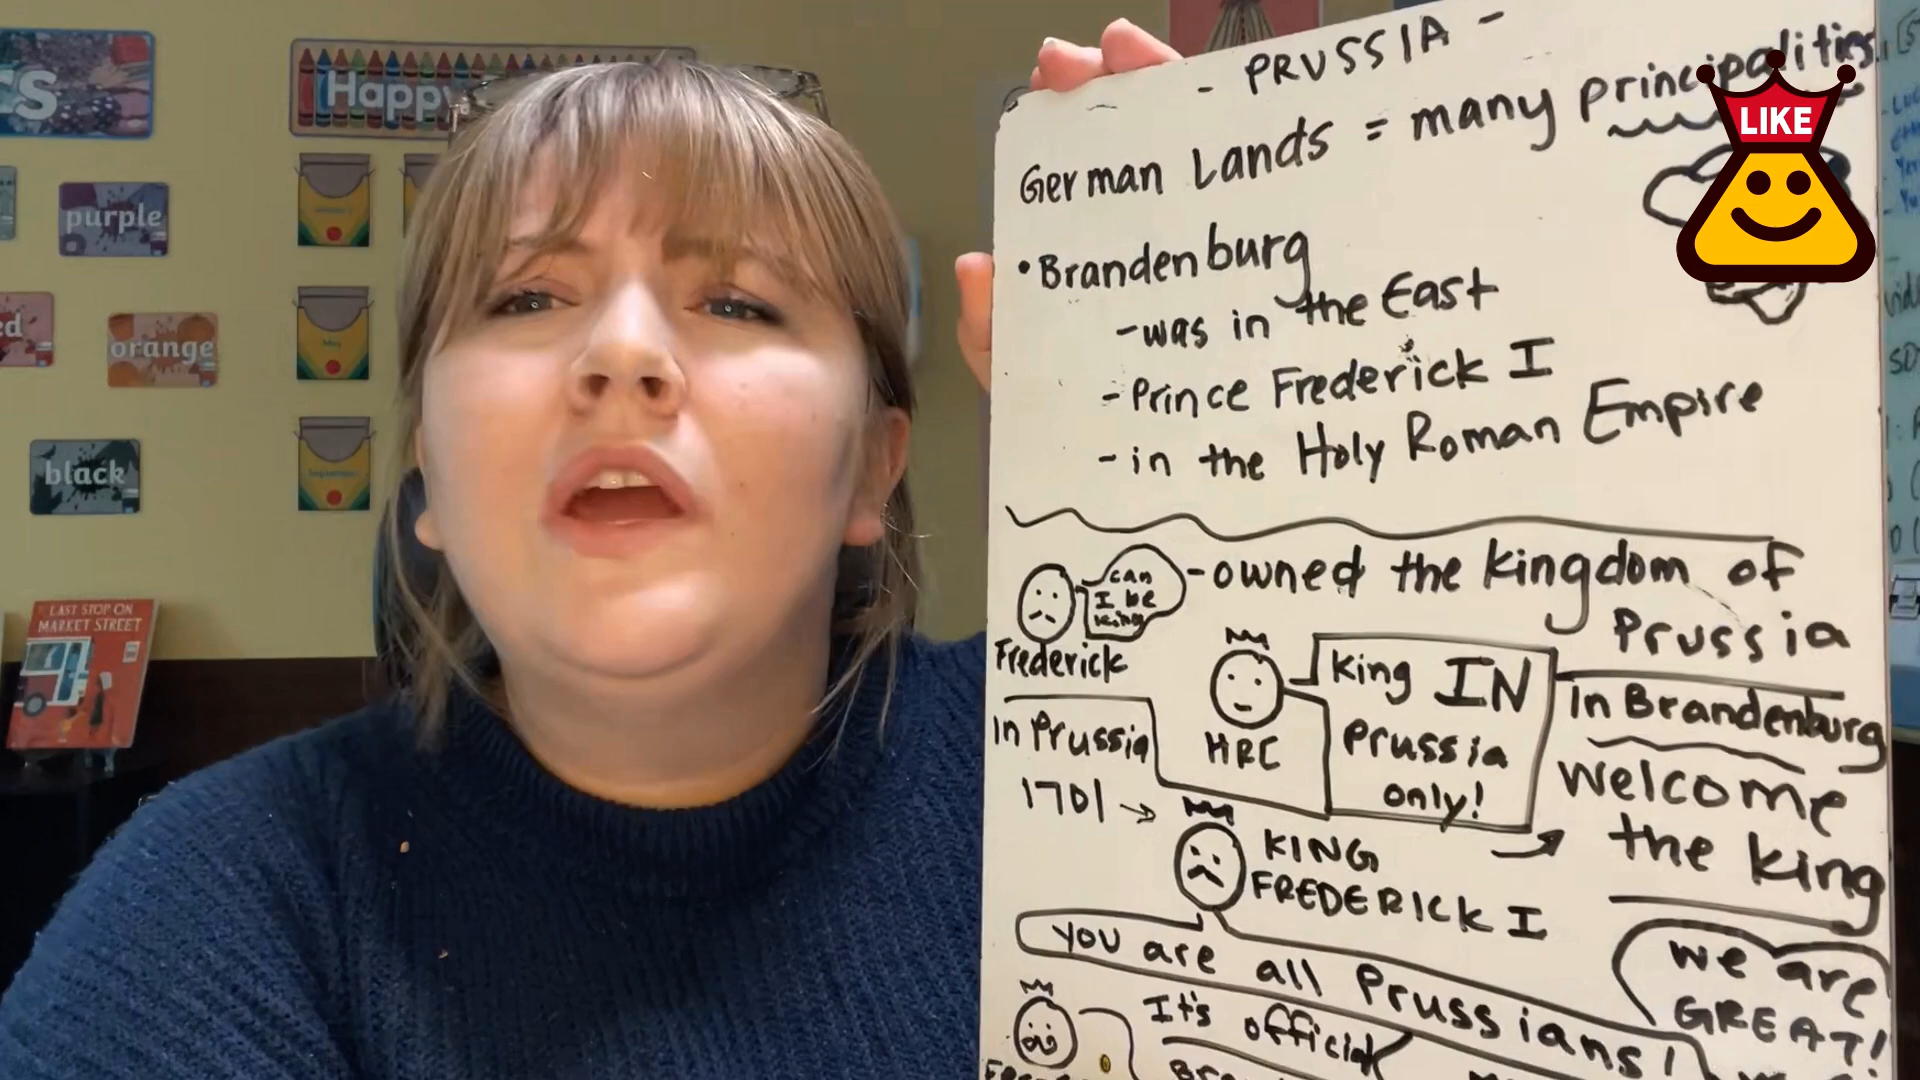 cs
Happy
purple
red
orange
black
LAST STOP ON
MARKET STREET
LIKE
- PRUSSIA -
German Lands = many principalities
• Brandenburg
- was in the East
- Prince Frederick I
- in the Holy Roman Empire
can
I be
king
Frederick
- owned the kingdom of
Prussia
HRE
King IN
Prussia
only!
In Brandenburg
welcome
the king
In Prussia
1701 →
KING
FREDERICK I
You are all Prussians!
we are
GREAT!
It's official